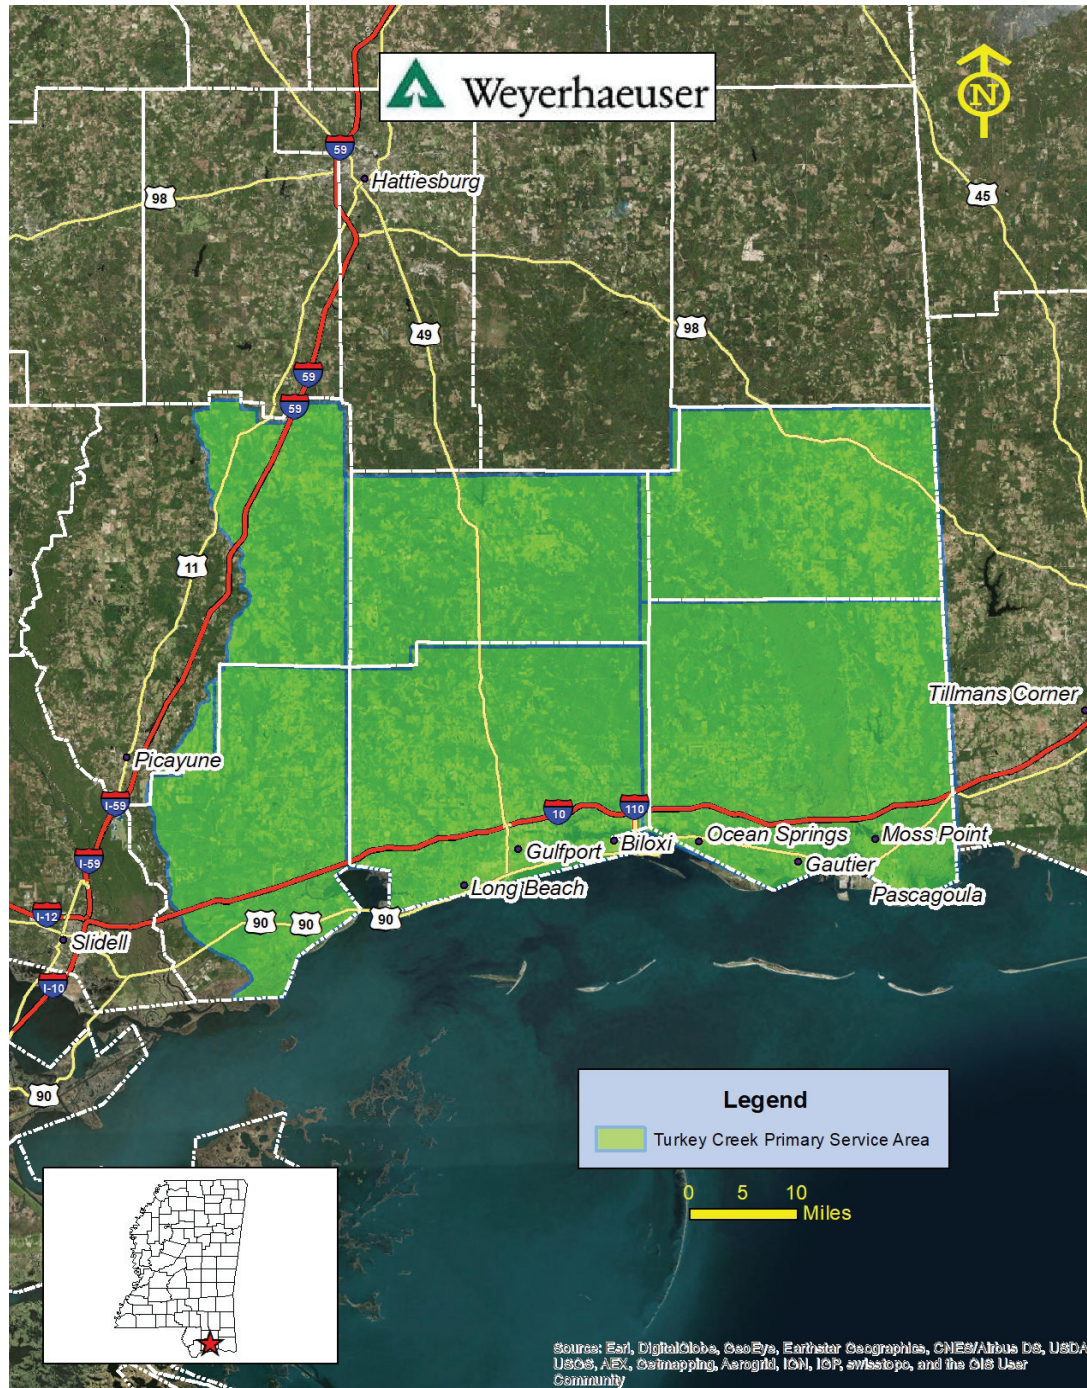 Weyerhaeuser
N
59
Hattiesburg
98
45
49
98
59
59
11
Tillmans Corner
Picayune
I-59
10
110
Ocean Springs
Moss Point
Biloxi
Gulfport
I-59
Gautier
Long Beach
Pascagoula
I-12
90
90
90
Slidell
I-10
90
Legend
Turkey Creek Primary Service Area
0 5 10
Miles
Source: Esri, DigitalGlobe, GeoEye, Earthstar Geographics, CNES/Airbus DS, USDA
USGS, AEX, Getmapping, Aerogrid, IGN, IGP, swisstopo, and the GIS User
Community